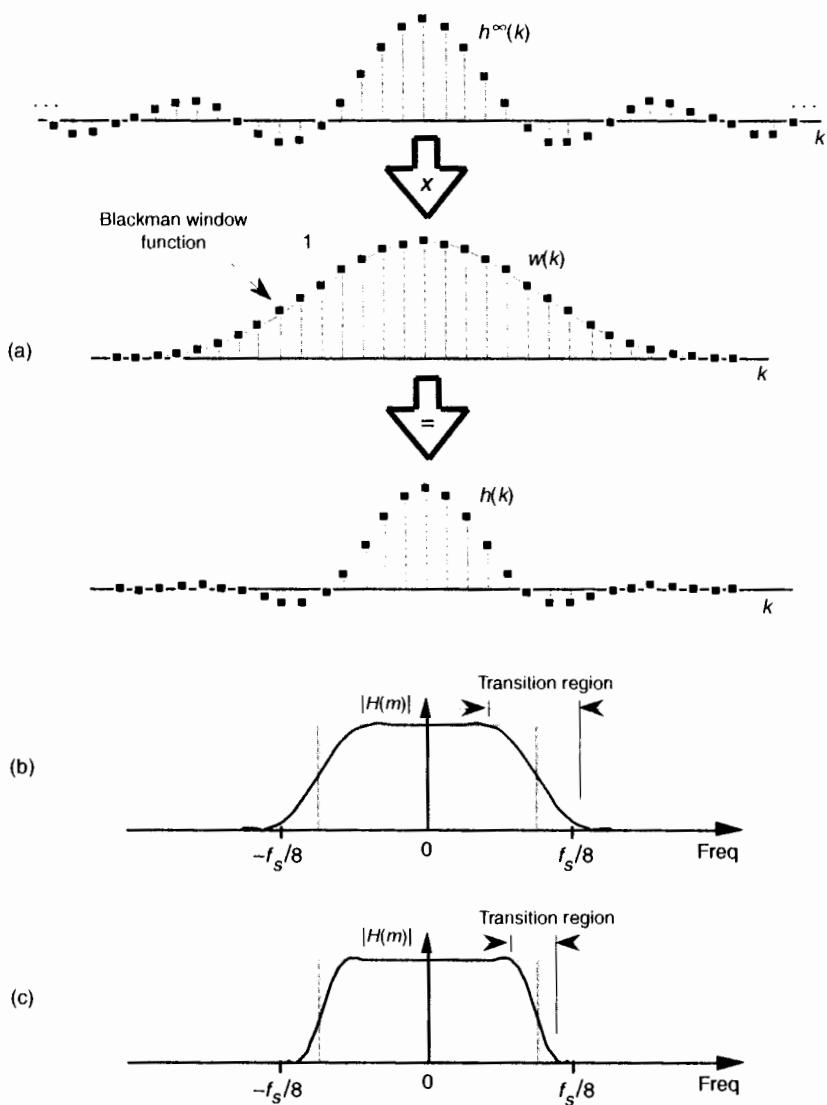 h∞(k)
... ...
k
x
Blackman window
function
1
w(k)
(a)
k
=
h(k)
k
Transition region
|H(m)|
(b)
−fs/8 0 fs/8 Freq
Transition region
|H(m)|
(c)
−fs/8 0 fs/8 Freq